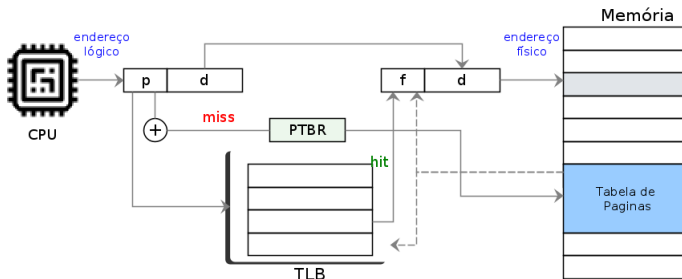 Memória
endereço
lógico
endereço
físico
p
d
f
d
CPU
miss
+
PTBR
hit
Tabela de
Paginas
TLB